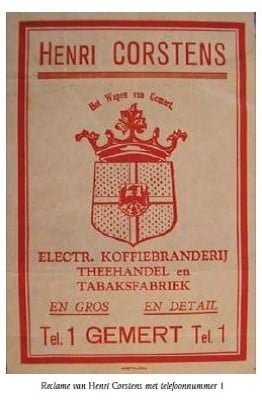 HENRI CORSTENS
Het Wapen van Gemert.
ELECTR. KOFFIEBRANDERIJ
THEEHANDEL en
TABAKSFABRIEK
EN GROS EN DETAIL
Tel. 1 GEMERT Tel. 1
Reclame van Henri Corstens met telefoonnummer 1